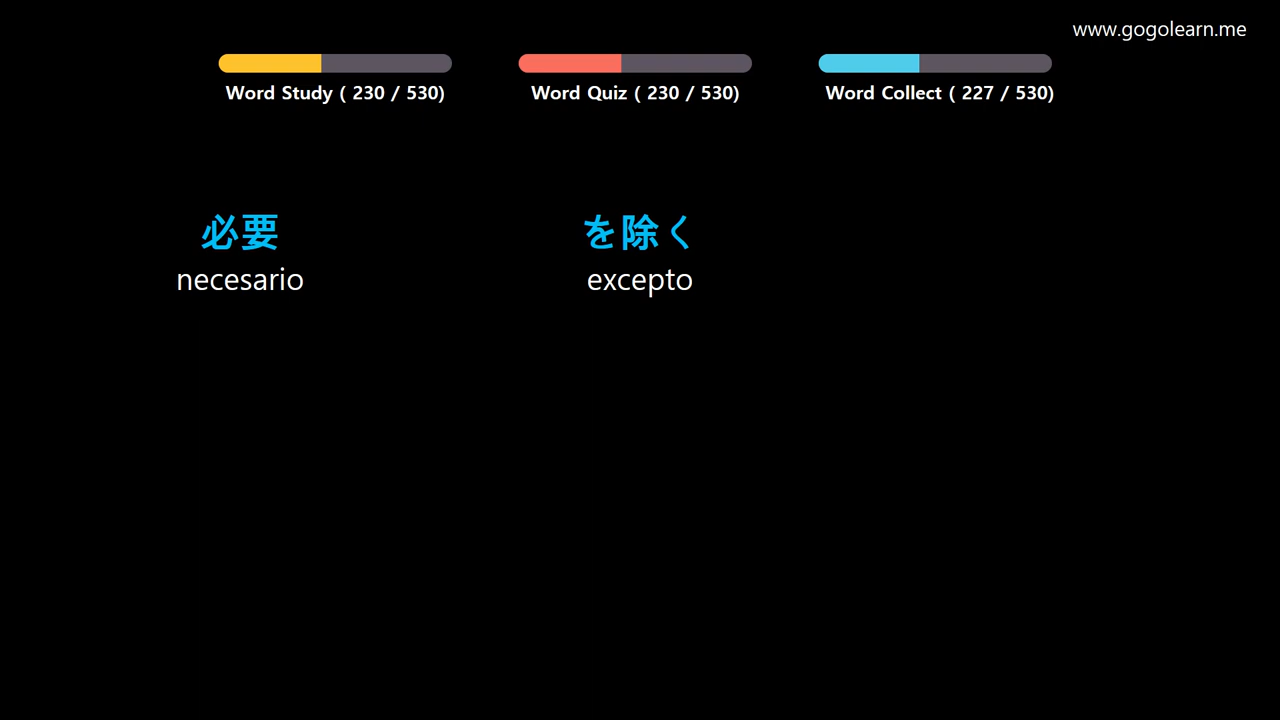 www.gogolearn.me
Word Study ( 230 / 530)
Word Quiz ( 230 / 530)
Word Collect ( 227 / 530)
必要
necesario
を除く
excepto